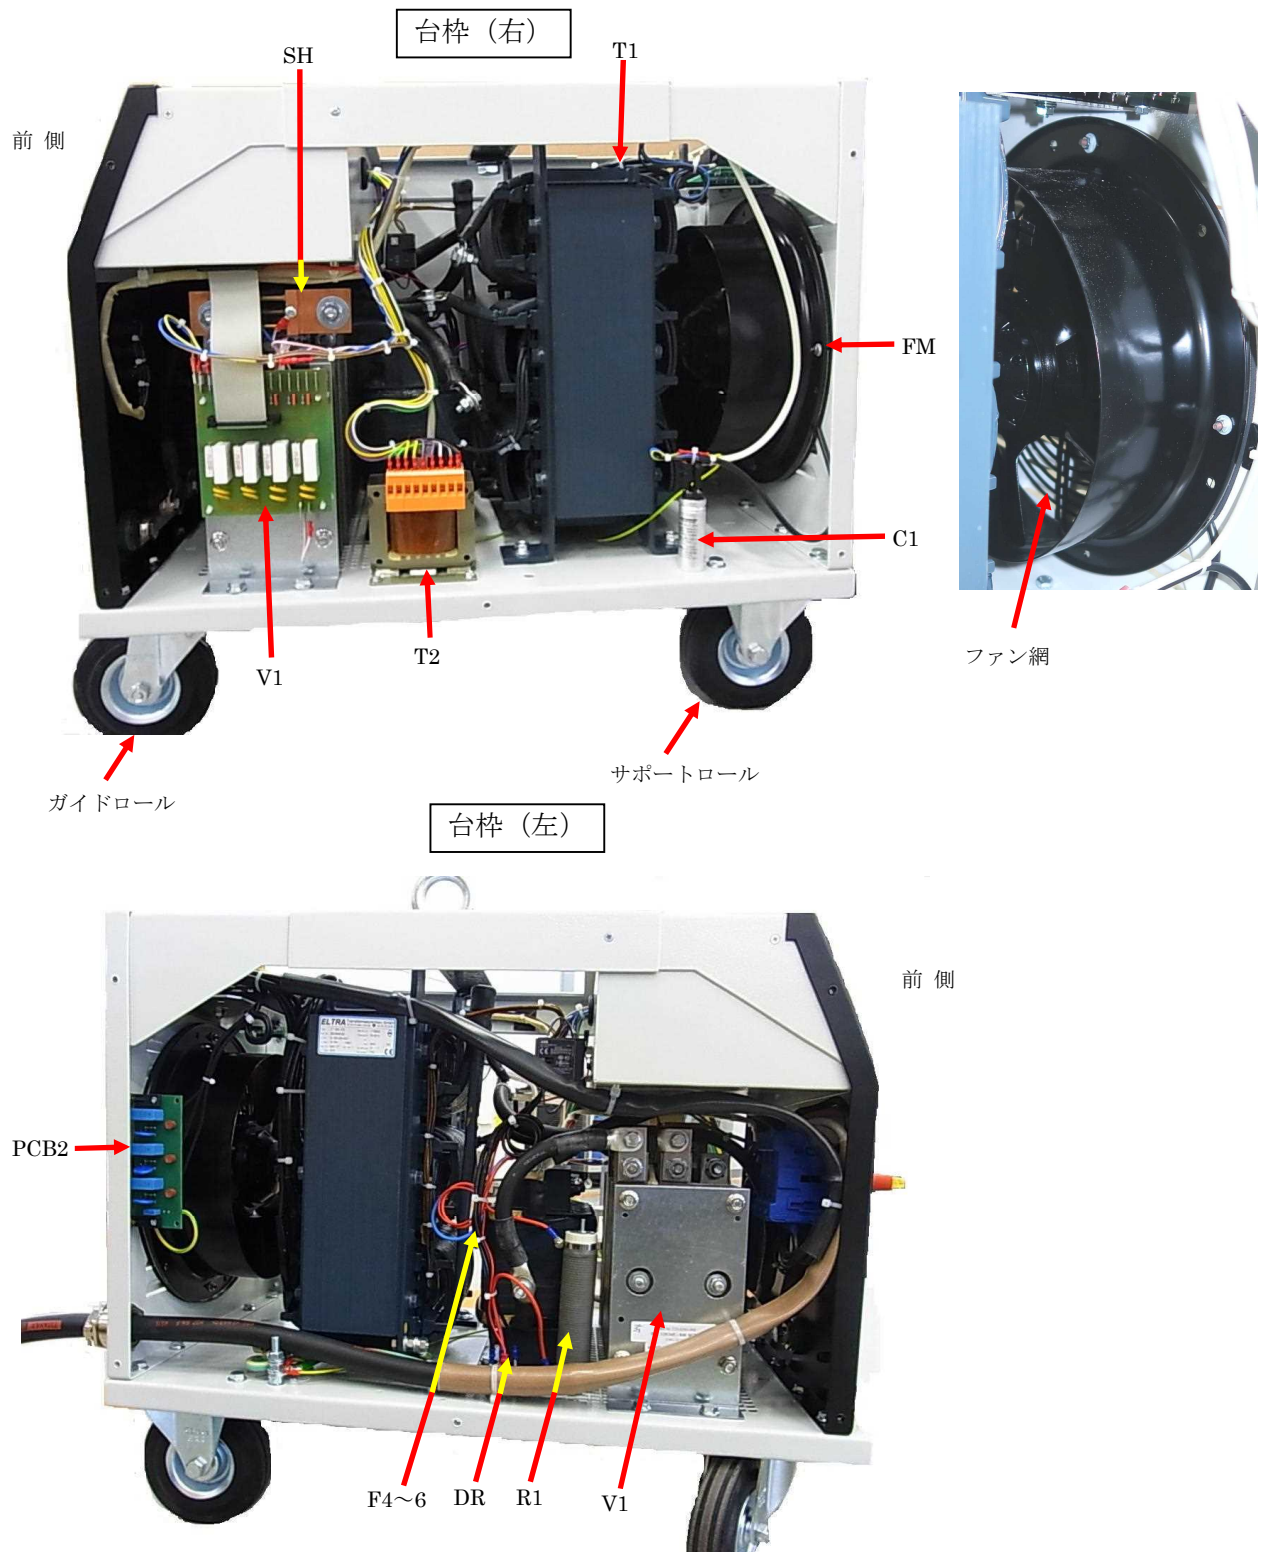 台枠（右）
SH
T1
前 側
FM
C1
V1
T2
ファン網
サポートロール
ガイドロール
台枠（左）
前 側
ELTRA
PCB2
F4～6
DR
R1
V1